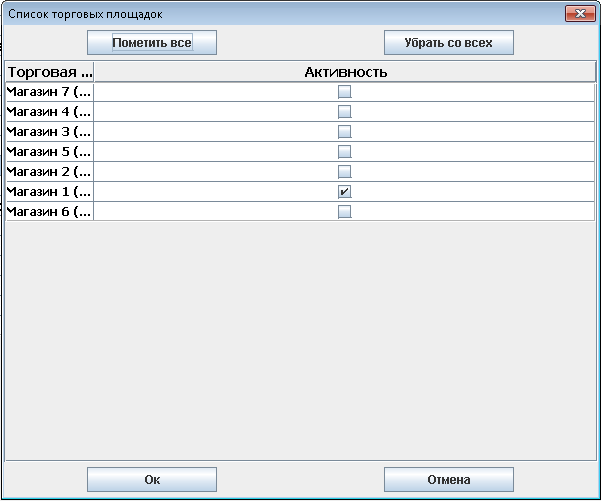 Список торговых площадок
Пометить все Убрать со всех
Торговая ... Активность
Магазин 7 (...
Магазин 4 (...
Магазин 3 (...
Магазин 5 (...
Магазин 2 (...
Магазин 1 (...
Магазин 6 (...
Ок Отмена